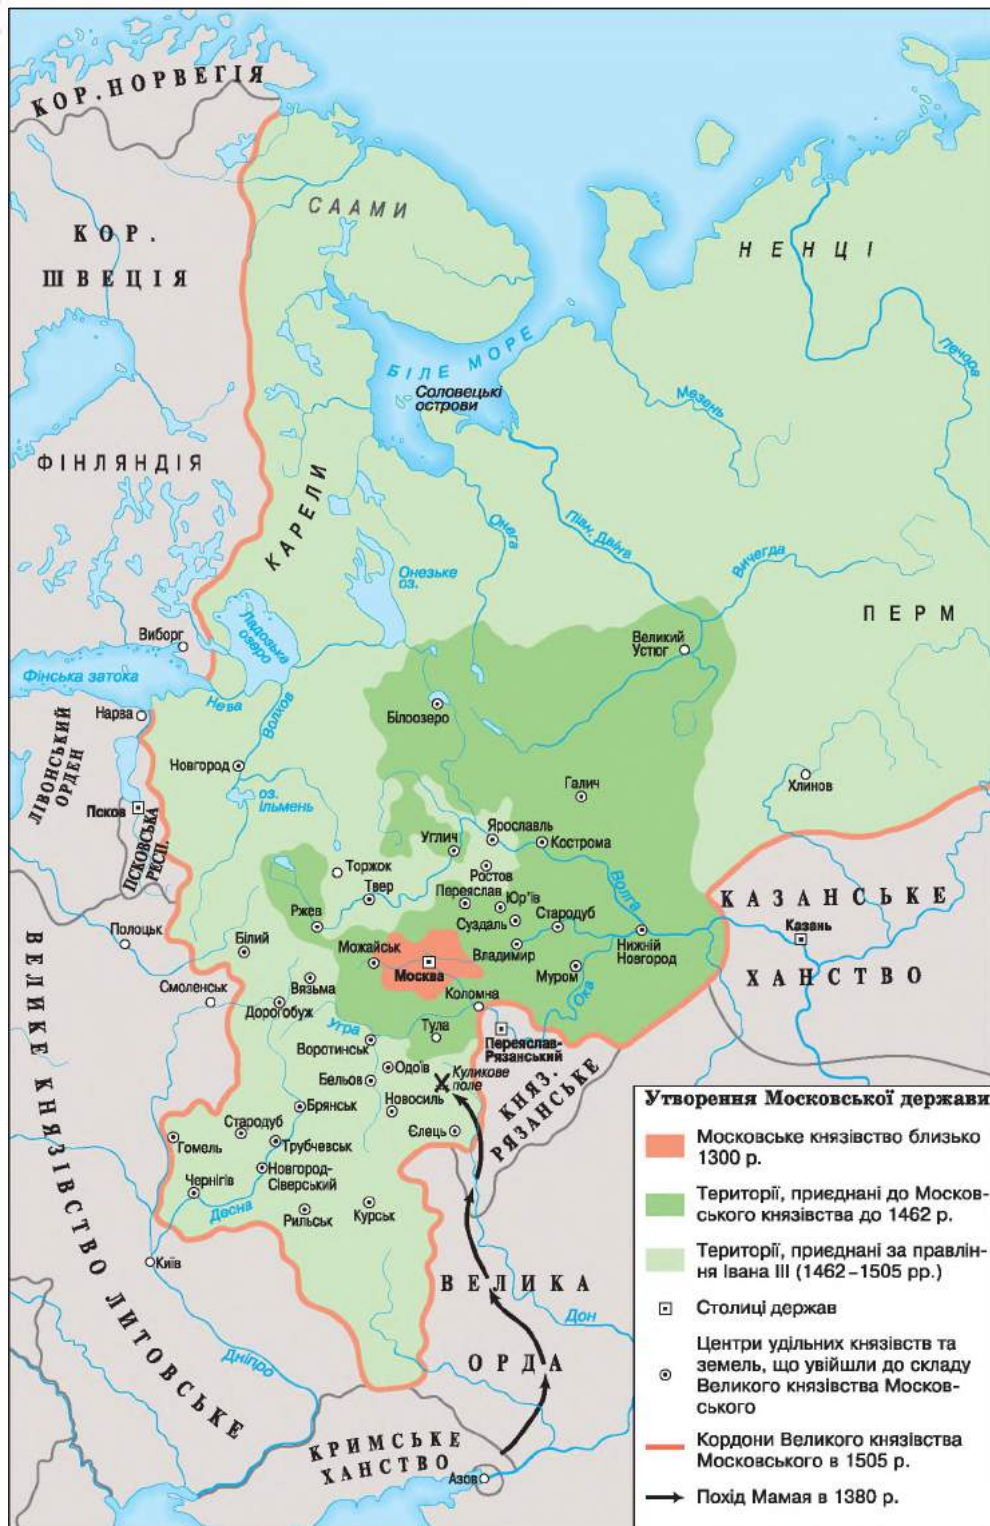 КОР. НОРВЕГІЯ
СААМИ
КОР.
ШВЕЦІЯ
НЕНЦІ
Печора
БІЛЕ МОРЕ
Соловецькі
острови
Мезень
ФІНЛЯНДІЯ
КАРЕЛИ
Онега
Півн. Двіна
Вичегда
Онезьке
оз.
ПЕРМ
Виборг
Ладозьке
озеро
Великий
Устюг
Фінська затока
Нева
Волхов
Білоозеро
Нарва
ЛІВОНСЬКИЙ
ОРДЕН
Новгород
оз.
Ільмень
Галич
Хлинов
Псков
ПСКОВСЬКА
РЕСП.
Углич
Ярославль
Кострома
Торжок
Ростов
Твер
Переяслав
Юр'їв
Волга
КАЗАНСЬКЕ
Ржев
Суздаль
Стародуб
Полоцьк
Білий
Можайськ
Владимир
Нижній
Новгород
Казань
Москва
Муром
ХАНСТВО
Смоленськ
Вязьма
Коломна
Ока
Дорогобуж
Угра
Тула
Переяслав-
Рязанський
Воротинськ
Одоїв
Куликове
поле
КНЯЗ.
РЯЗАНСЬКЕ
Бельов
Брянськ
Новосиль
Єлець
Стародуб
Гомель
Трубчевськ
Новгород-
Сіверський
Чернігів
Десна
Рильськ
Курськ
Київ
ВЕЛИКЕ КНЯЗІВСТВО ЛИТОВСЬКЕ
ВЕЛИКА
Дон
ОРДА
Дніпро
КРИМСЬКЕ
ХАНСТВО
Азов
Утворення Московської держави
Московське князівство близько
1300 р.
Території, приєднані до Москов-
ського князівства до 1462 р.
Території, приєднані за правлін-
ня Івана III (1462–1505 рр.)
Столиці держав
Центри удільних князівств та
земель, що увійшли до складу
Великого князівства Москов-
ського
Кордони Великого князівства
Московського в 1505 р.
Похід Мамая в 1380 р.